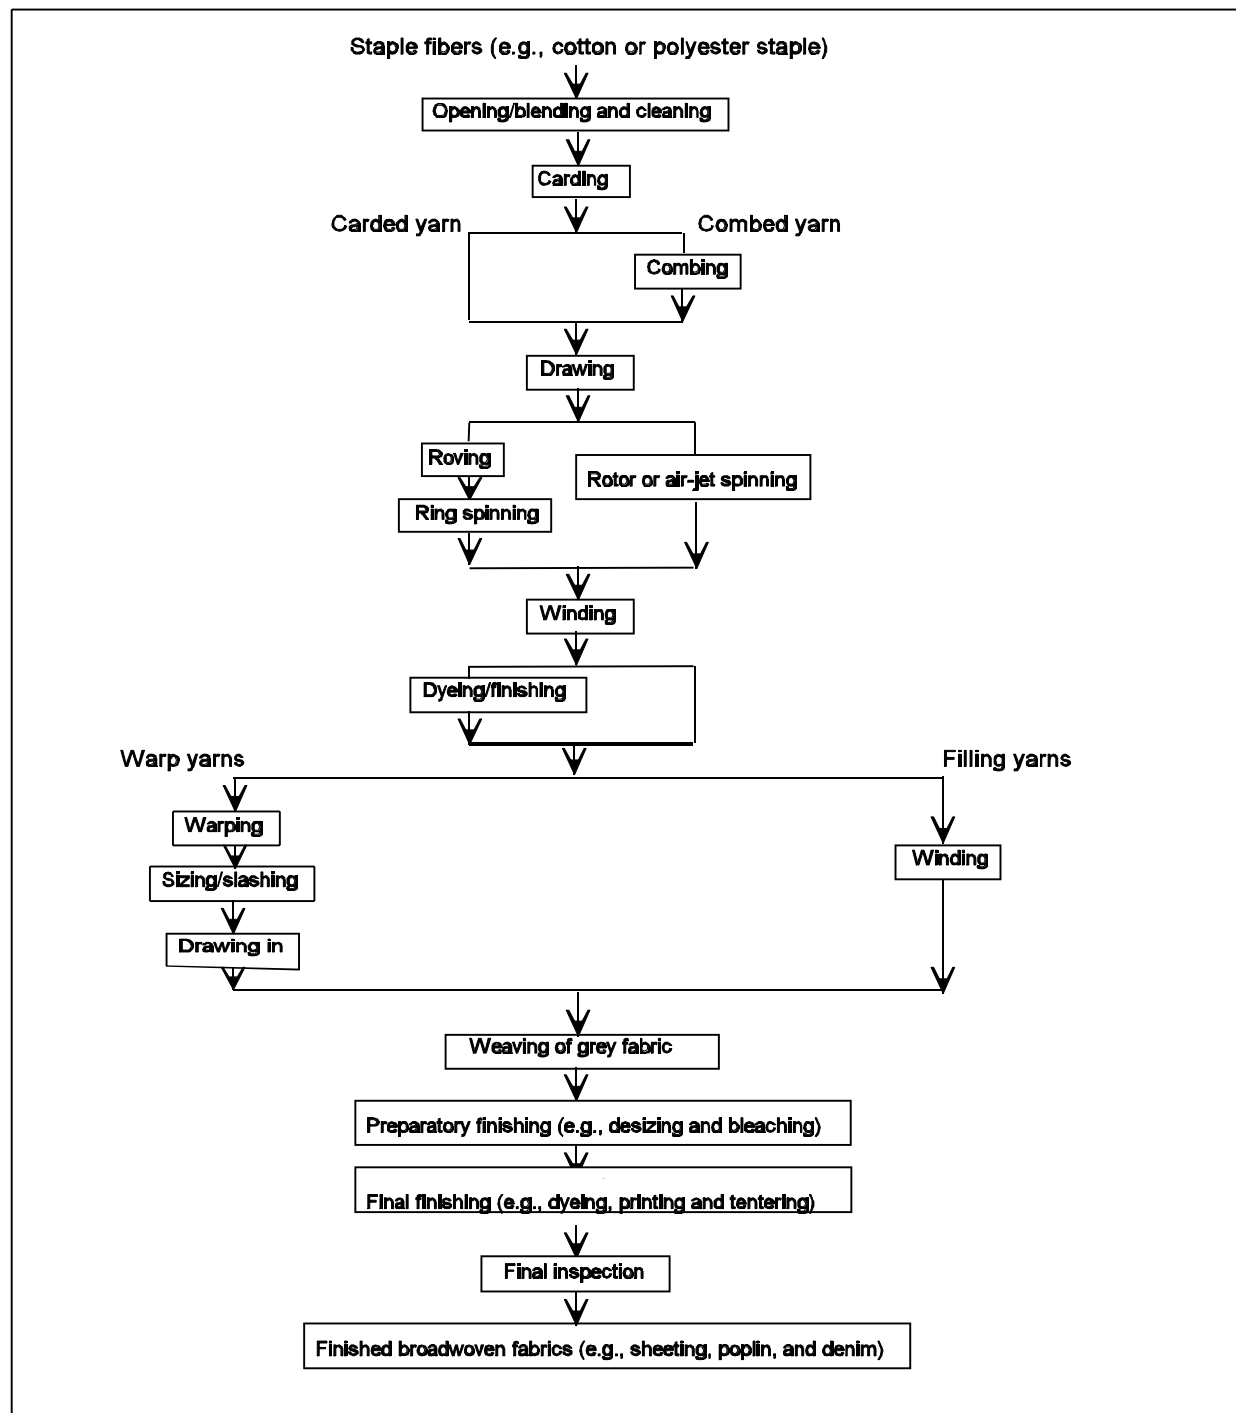 Staple fibers (e.g., cotton or polyester staple)
Opening/blending and cleaning
Carding
Carded yarn
Combed yarn
Combing
Drawing
Roving
Rotor or air-jet spinning
Ring spinning
Winding
Dyeing/finishing
Warp yarns
Filling yarns
Warping
Winding
Sizing/slashing
Drawing in
Weaving of grey fabric
Preparatory finishing (e.g., desizing and bleaching)
Final finishing (e.g., dyeing, printing and tentering)
Final inspection
Finished broadwoven fabrics (e.g., sheeting, poplin, and denim)